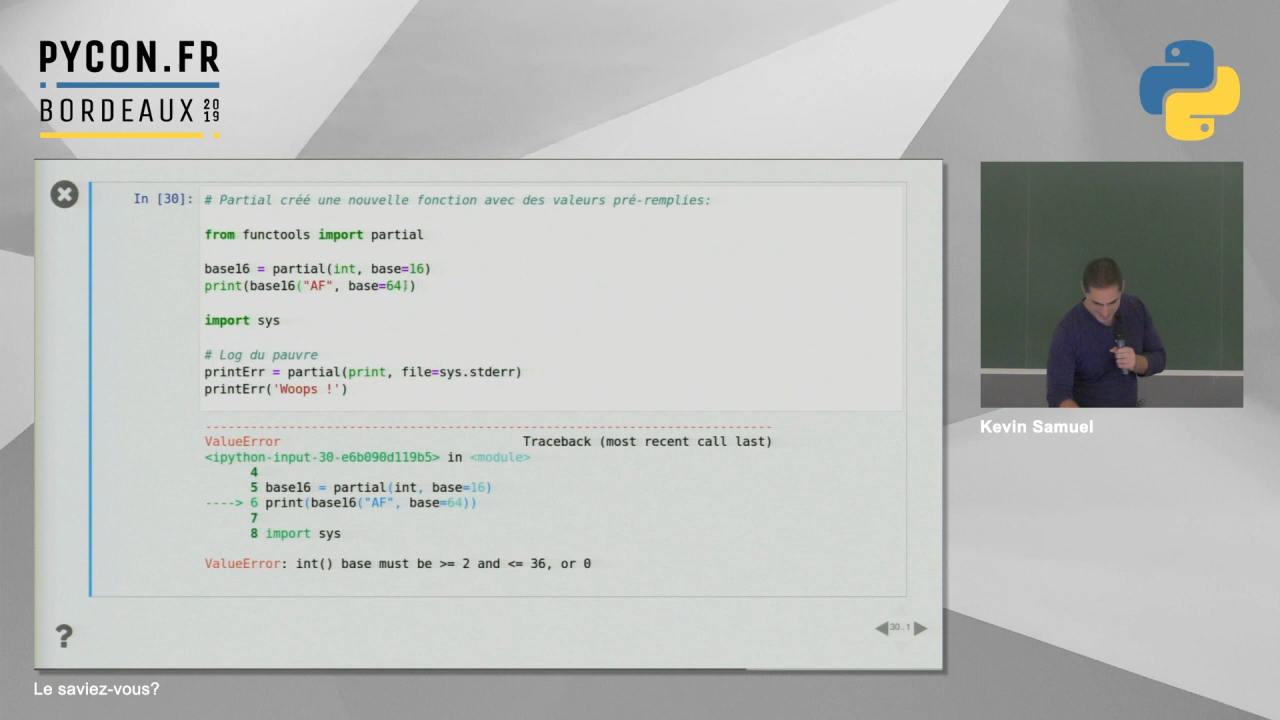 PYCON.FR
BORDEAUX 2019
In [30]: # Partial créé une nouvelle fonction avec des valeurs pré-remplies:
from functools import partial
base16 = partial(int, base=16)
print(base16("AF", base=64))
import sys
# Log du pauvre
printErr = partial(print, file=sys.stderr)
printErr('Woops !')
---------------------------------------------------------------------------
ValueError Traceback (most recent call last)
<ipython-input-30-e6b090d119b5> in <module>
4
5 base16 = partial(int, base=16)
----> 6 print(base16("AF", base=64))
7
8 import sys
ValueError: int() base must be >= 2 and <= 36, or 0
?
30.1
Kevin Samuel
Le saviez-vous?